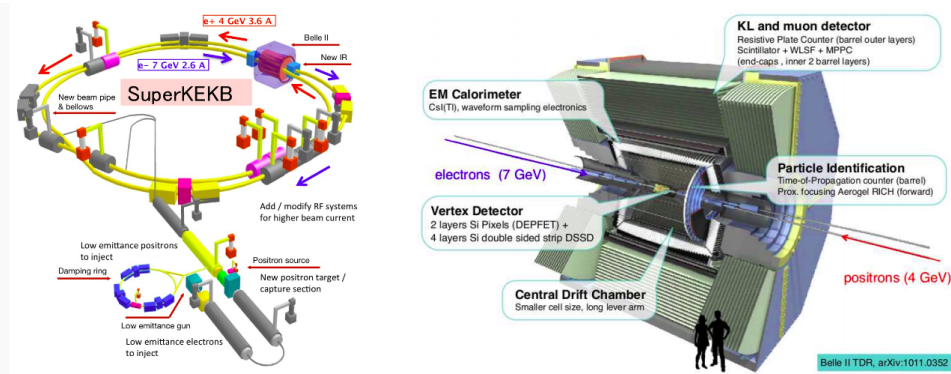 e+ 4 GeV 3.6 A
Belle II
New IR
e− 7 GeV 2.6 A
SuperKEKB
New beam pipe
& bellows
Add / modify RF systems
for higher beam current
Low emittance positrons
to inject
Damping ring
Positron source
New positron target /
capture section
Low emittance gun
Low emittance electrons
to inject
KL and muon detector
Resistive Plate Counter (barrel outer layers)
Scintillator + WLSF + MPPC
(end-caps , inner 2 barrel layers)
EM Calorimeter
CsI(Tl), waveform sampling electronics
electrons (7 GeV)
Particle Identification
Time-of-Propagation counter (barrel)
Prox. focusing Aerogel RICH (forward)
Vertex Detector
2 layers Si Pixels (DEPFET) +
4 layers Si double sided strip DSSD
positrons (4 GeV)
Central Drift Chamber
Smaller cell size, long lever arm
Belle II TDR, arXiv:1011.0352